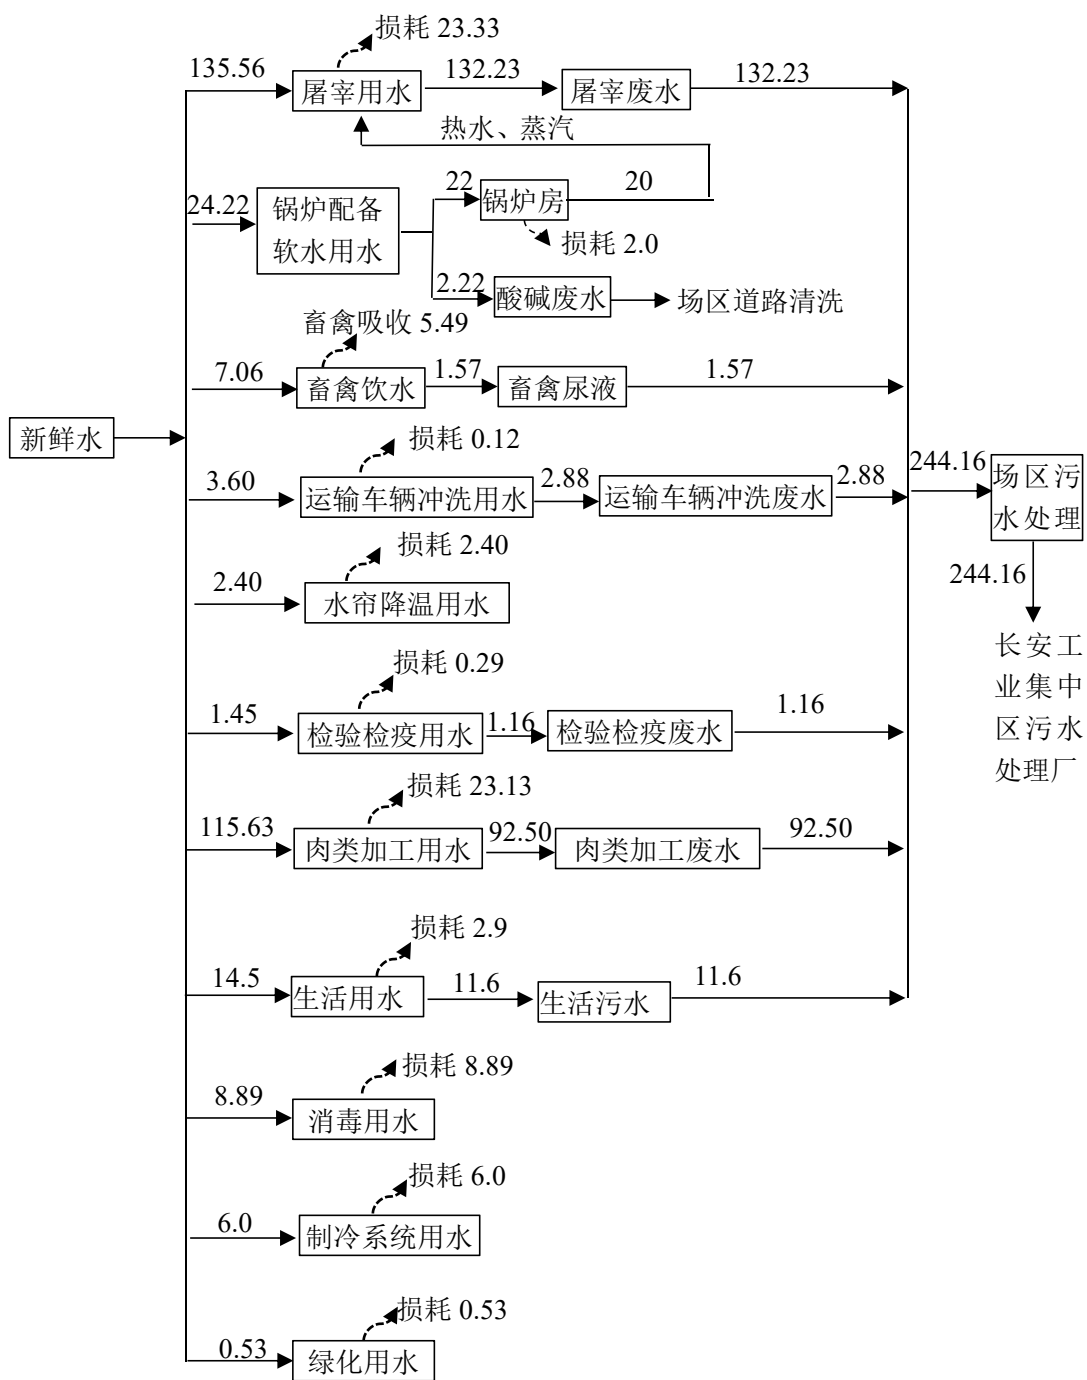 损耗 23.33
135.56
屠宰用水
132.23
屠宰废水
132.23
热水、蒸汽
24.22
锅炉配备
软水用水
22
锅炉房
20
损耗 2.0
2.22
酸碱废水
场区道路清洗
畜禽吸收 5.49
7.06
畜禽饮水
1.57
畜禽尿液
1.57
新鲜水
损耗 0.12
3.60
运输车辆冲洗用水
2.88
运输车辆冲洗废水
2.88
244.16
场区污
水处理
244.16
长安工
业集中
区污水
处理厂
损耗 2.40
2.40
水帘降温用水
损耗 0.29
1.45
检验检疫用水
1.16
检验检疫废水
1.16
损耗 23.13
115.63
肉类加工用水
92.50
肉类加工废水
92.50
损耗 2.9
14.5
生活用水
11.6
生活污水
11.6
损耗 8.89
8.89
消毒用水
损耗 6.0
6.0
制冷系统用水
损耗 0.53
0.53
绿化用水